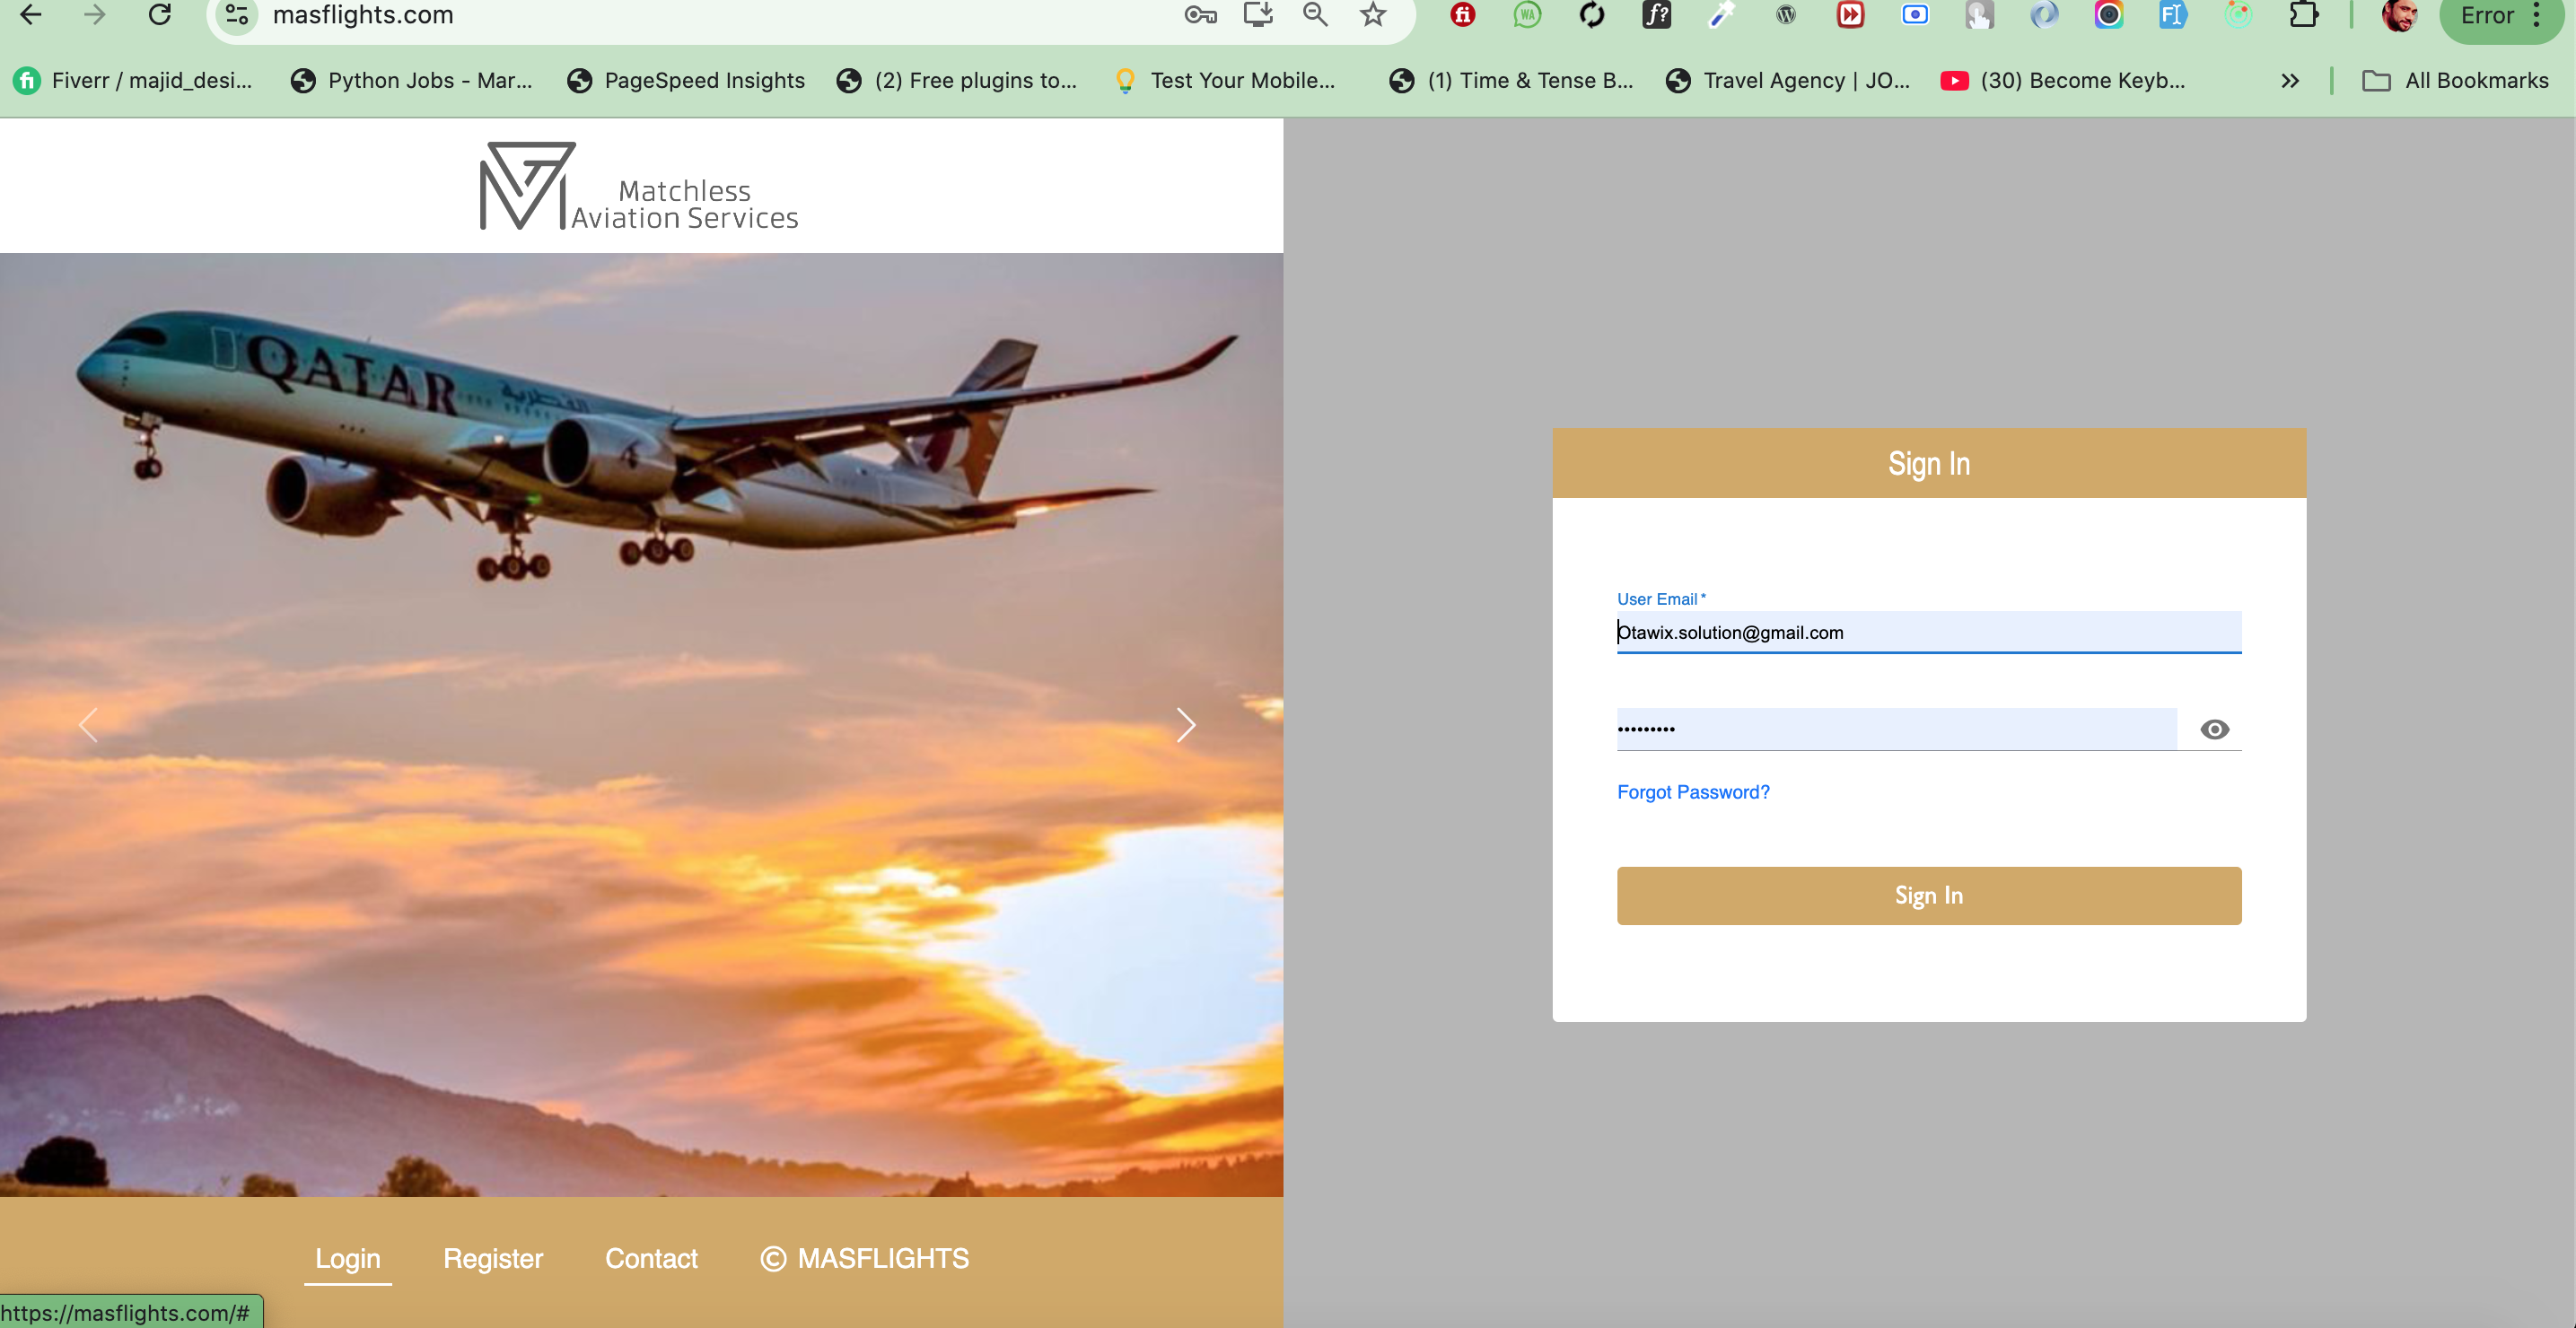 masflights.com
Error
Fiverr / majid_desi...
Python Jobs - Mar...
PageSpeed Insights
(2) Free plugins to...
Test Your Mobile...
(1) Time & Tense B...
Travel Agency | JO...
(30) Become Keyb...
All Bookmarks
Matchless
Aviation Services
QATAR القطرية
Sign In
User Email *
Otawix.solution@gmail.com
•••••••••
Forgot Password?
Sign In
Login
Register
Contact
© MASFLIGHTS
https://masflights.com/#